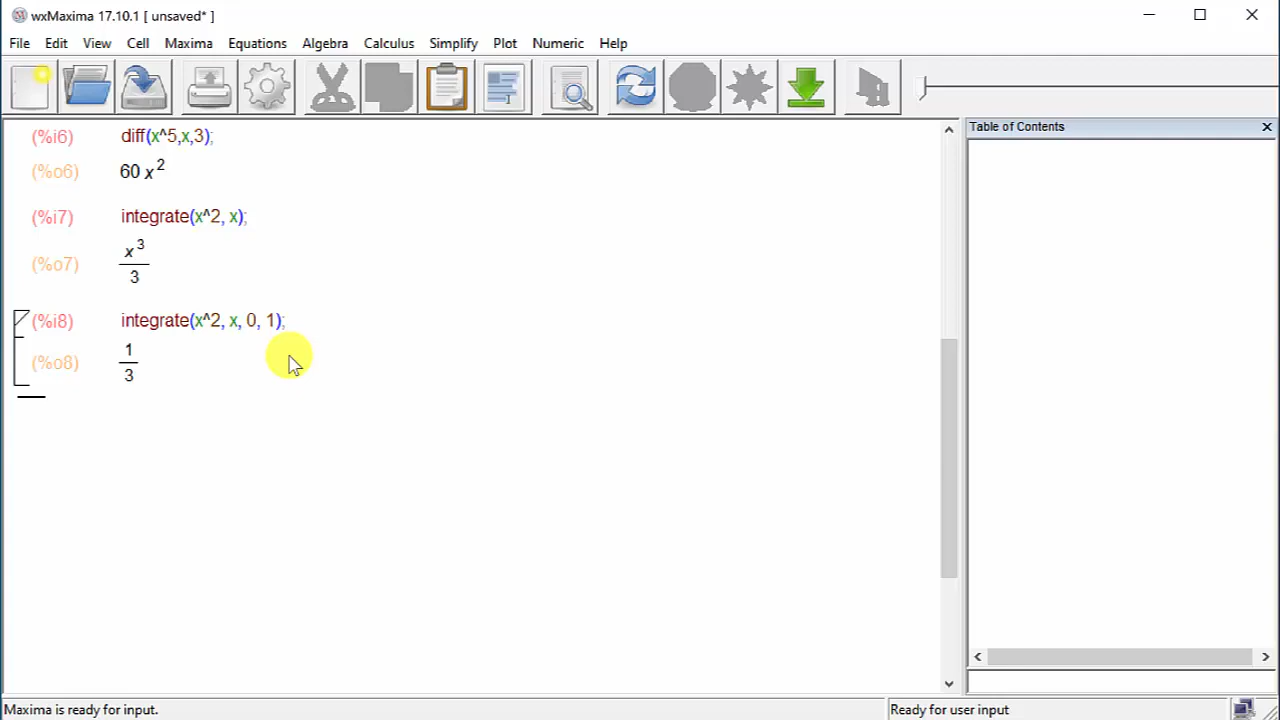 wxMaxima 17.10.1 [ unsaved* ]
File Edit View Cell Maxima Equations Algebra Calculus Simplify Plot Numeric Help
Table of Contents
(%i6) diff(x^5,x,3);
(%o6) 60 x 2
(%i7) integrate(x^2, x);
(%o7) x 3
3
(%i8) integrate(x^2, x, 0, 1);
(%o8) 1
3
Maxima is ready for input. Ready for user input